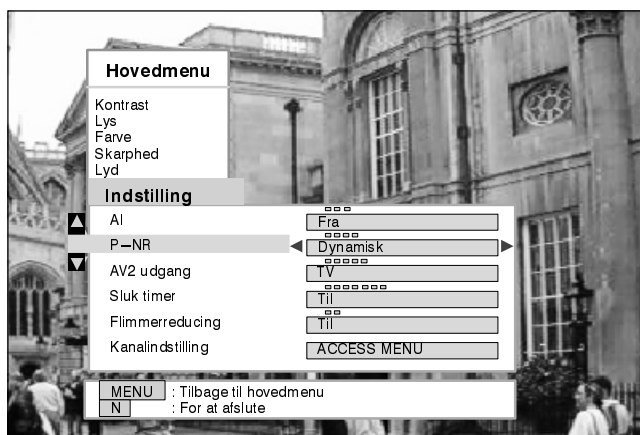 Hovedmenu
Kontrast
Lys
Farve
Skarphed
Lyd
Indstilling
AI Fra
P–NR Dynamisk
AV2 udgang TV
Sluk timer Til
Flimmerreducing Til
Kanalindstilling ACCESS MENU
MENU : Tilbage til hovedmenu
N : For at afslute